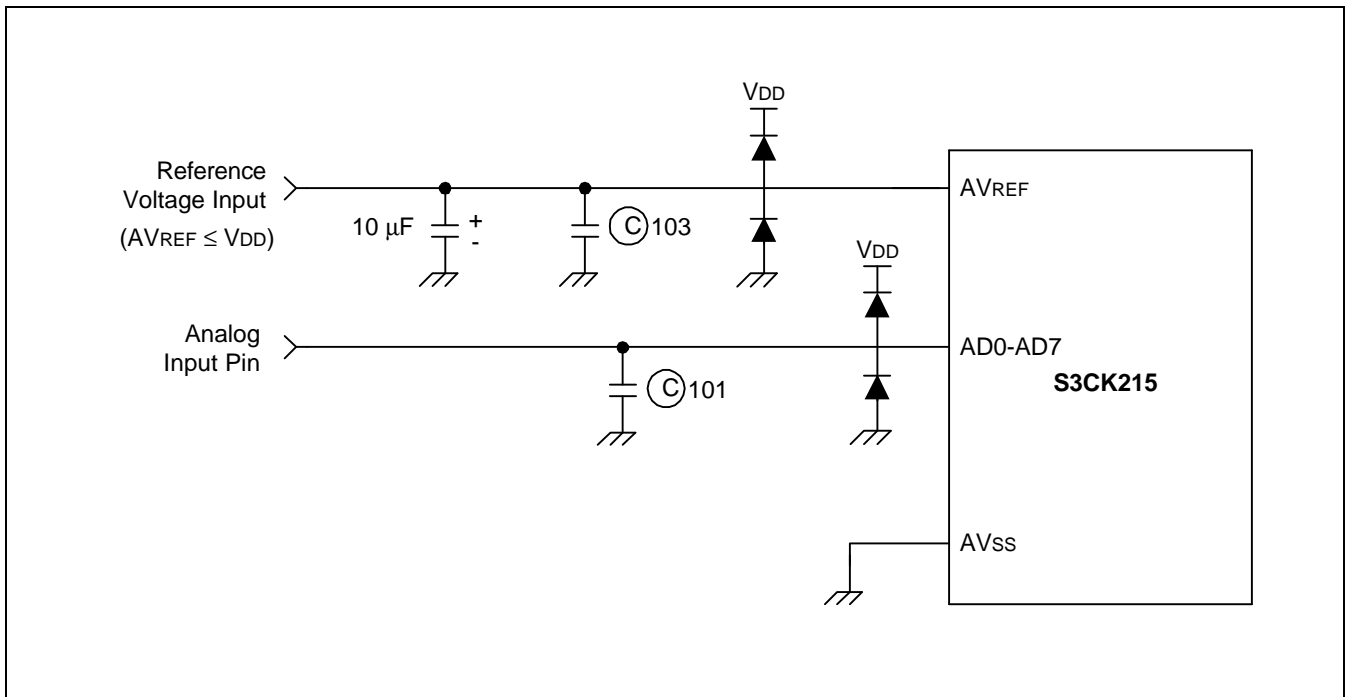 VDD
Reference
Voltage Input
(AVREF ≤ VDD)
10 μF
+
-
C 103
AVREF
VDD
Analog
Input Pin
C 101
AD0-AD7
S3CK215
AVSS